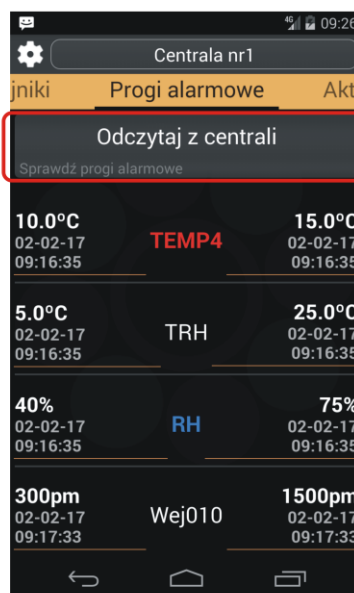 4G 09:26
Centrala nr1
jniki Progi alarmowe Akt
Odczytaj z centrali
Sprawdź progi alarmowe
10.0°C TEMP4 15.0°C
02-02-17 02-02-17
09:16:35 09:16:35
5.0°C TRH 25.0°C
02-02-17 02-02-17
09:16:35 09:16:35
40% RH 75%
02-02-17 02-02-17
09:16:35 09:16:35
300pm Wej010 1500pm
02-02-17 02-02-17
09:17:33 09:17:33